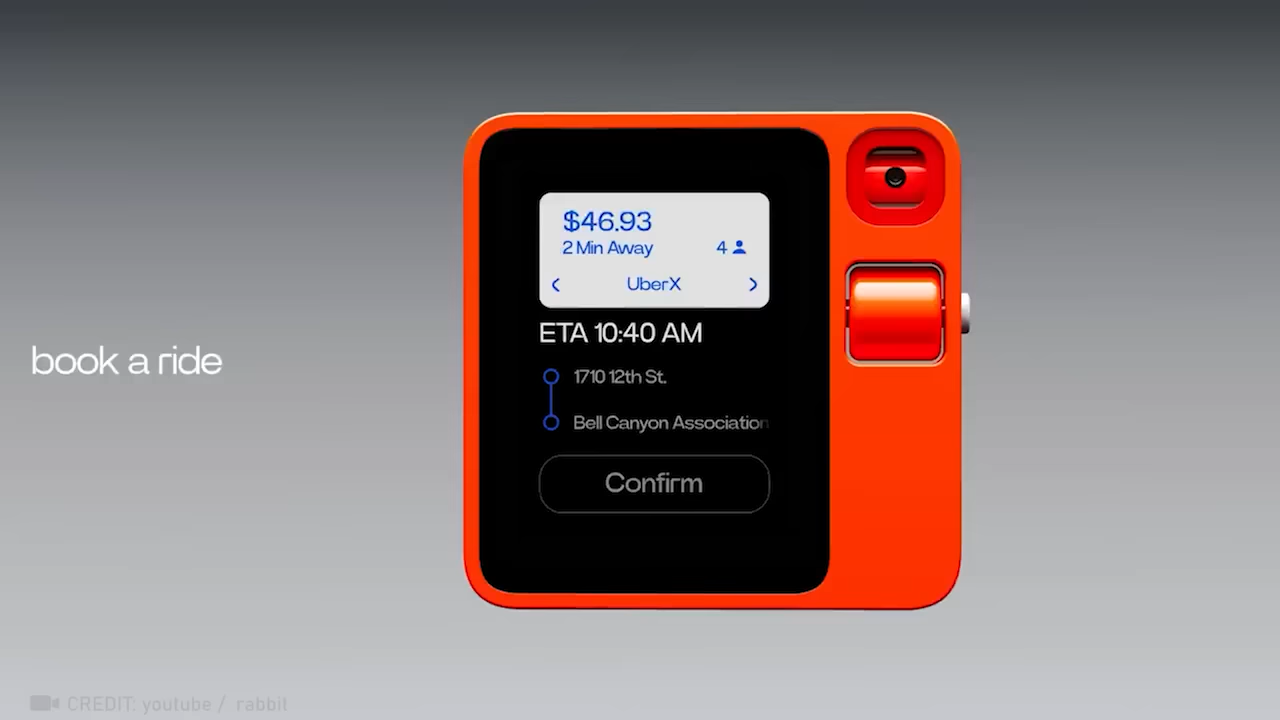 book a ride
$46.93
2 Min Away 4
UberX
ETA 10:40 AM
1710 12th St.
Bell Canyon Association
Confirm
CREDIT: youtube / rabbit